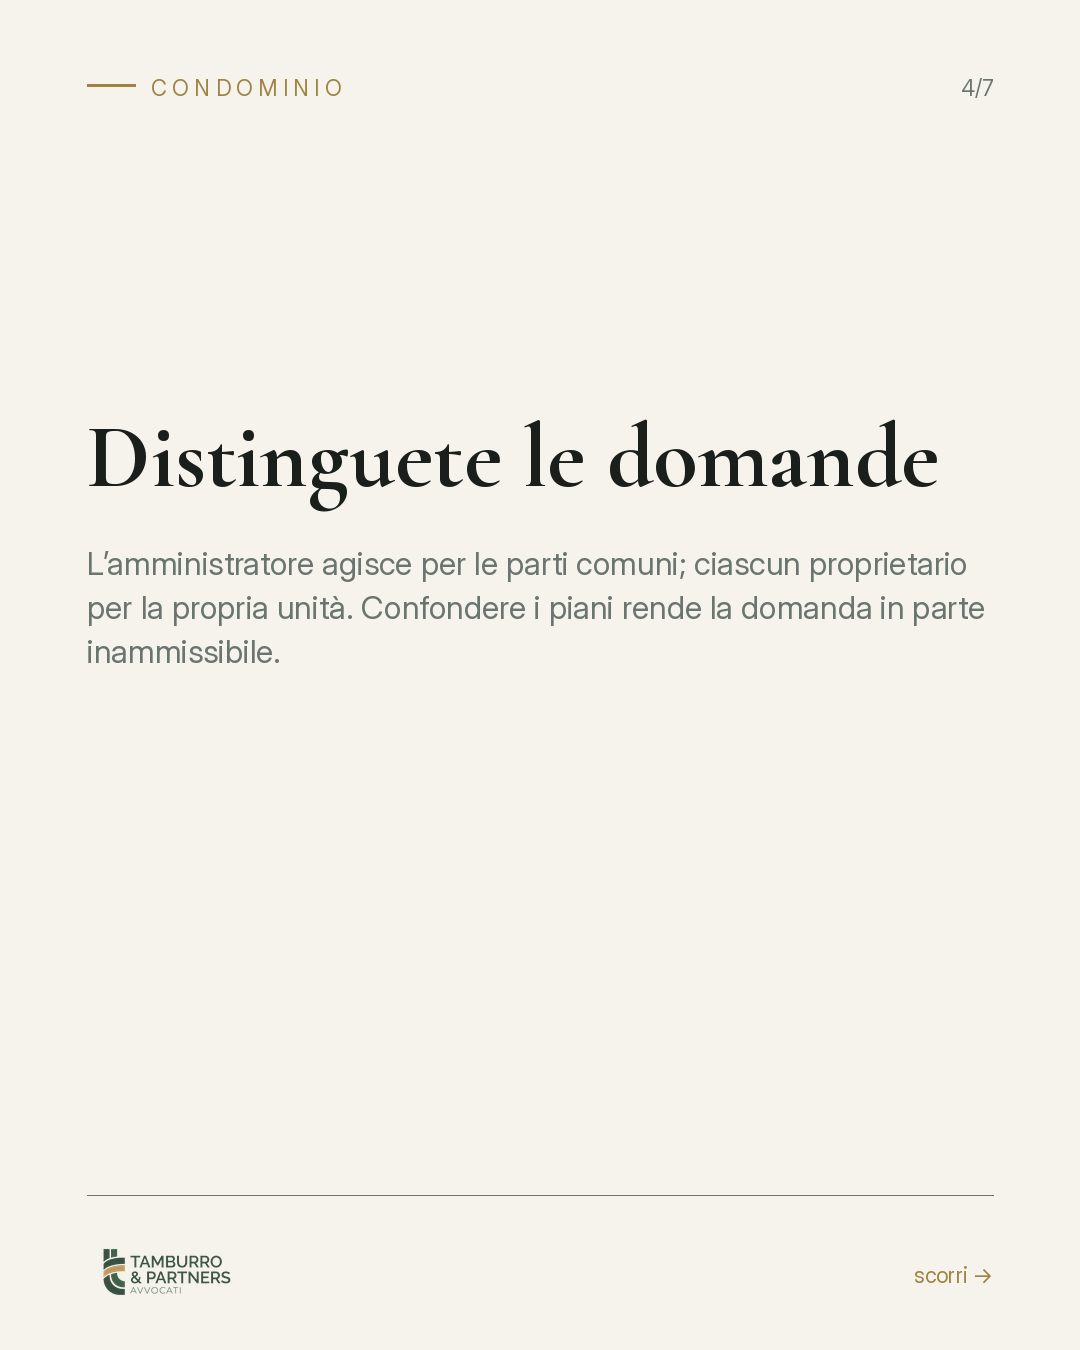 CONDOMINIO
4/7
Distinguete le domande
L’amministratore agisce per le parti comuni; ciascun proprietario
per la propria unità. Confondere i piani rende la domanda in parte
inammissibile.
TAMBURRO
& PARTNERS
AVVOCATI
scorri →